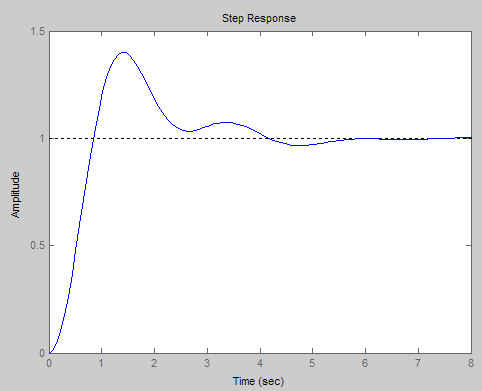 Step Response
1.5
1
0.5
0
Amplitude
0 1 2 3 4 5 6 7 8
Time (sec)